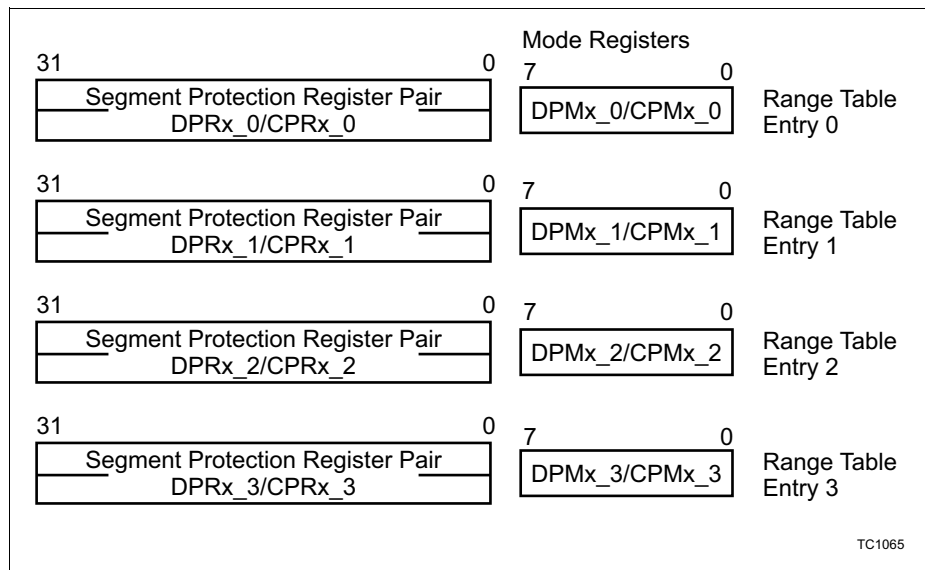 Mode Registers
31 0 7 0
Segment Protection Register Pair
DPRx_0/CPRx_0
DPMx_0/CPMx_0
Range Table
Entry 0
31 0 7 0
Segment Protection Register Pair
DPRx_1/CPRx_1
DPMx_1/CPMx_1
Range Table
Entry 1
31 0 7 0
Segment Protection Register Pair
DPRx_2/CPRx_2
DPMx_2/CPMx_2
Range Table
Entry 2
31 0 7 0
Segment Protection Register Pair
DPRx_3/CPRx_3
DPMx_3/CPMx_3
Range Table
Entry 3
TC1065